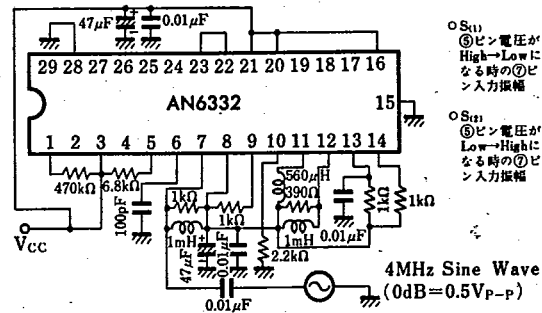 47μF
0.01μF
29 28 27 26 25 24 23 22 21 20 19 18 17 16
AN6332
15
1 2 3 4 5 6 7 8 9 10 11 12 13 14
470kΩ
6.8kΩ
100pF
VCC
1kΩ
1mH
47μF
0.01μF
1kΩ
560μH
390Ω
1mH
2.2kΩ
0.01μF
1kΩ
1kΩ
0.01μF
4MHz Sine Wave
(0dB=0.5VP-P)
○S(1)
⑤ピン電圧が
High→Lowに
なる時の⑦ピ
ン入力振幅
○S(2)
⑤ピン電圧が
Low→Highに
なる時の⑦ピ
ン入力振幅